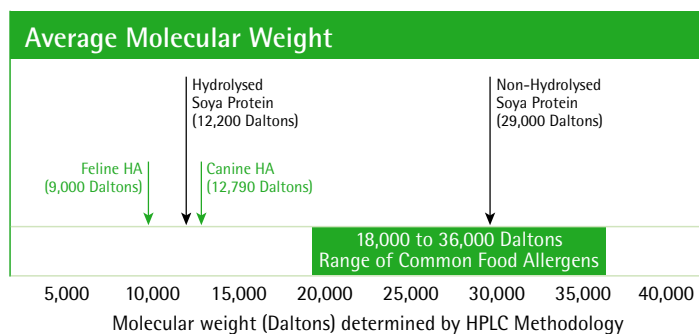 Average Molecular Weight
Hydrolysed
Soya Protein
(12,200 Daltons)
Non-Hydrolysed
Soya Protein
(29,000 Daltons)
Feline HA
(9,000 Daltons)
Canine HA
(12,790 Daltons)
18,000 to 36,000 Daltons
Range of Common Food Allergens
5,000 10,000 15,000 20,000 25,000 30,000 35,000 40,000
Molecular weight (Daltons) determined by HPLC Methodology